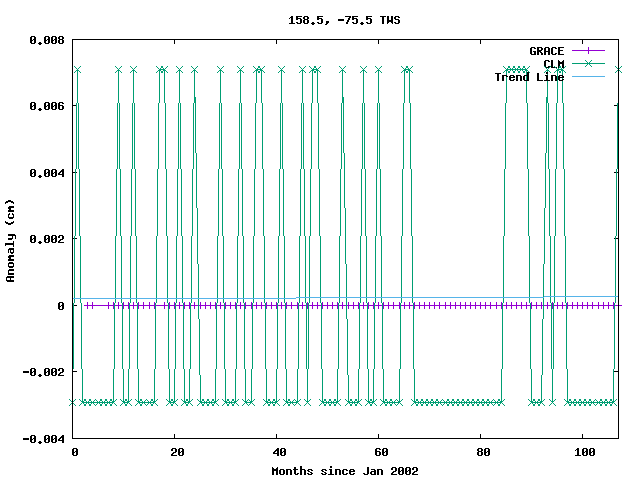 158.5, -75.5 TWS
GRACE
CLM
Trend Line
0.008
0.006
0.004
0.002
0
-0.002
-0.004
Anomaly (cm)
0 20 40 60 80 100
Months since Jan 2002